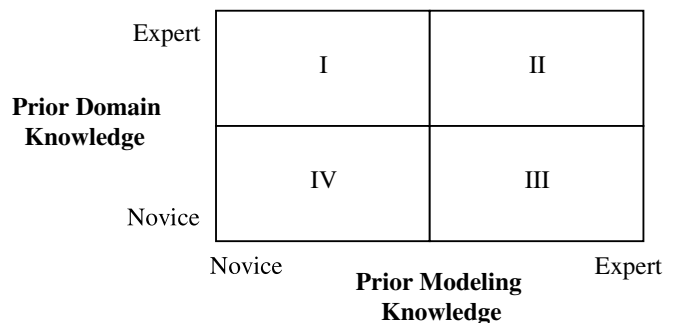 Expert
I
II
Prior Domain
Knowledge
IV
III
Novice
Novice
Expert
Prior Modeling
Knowledge